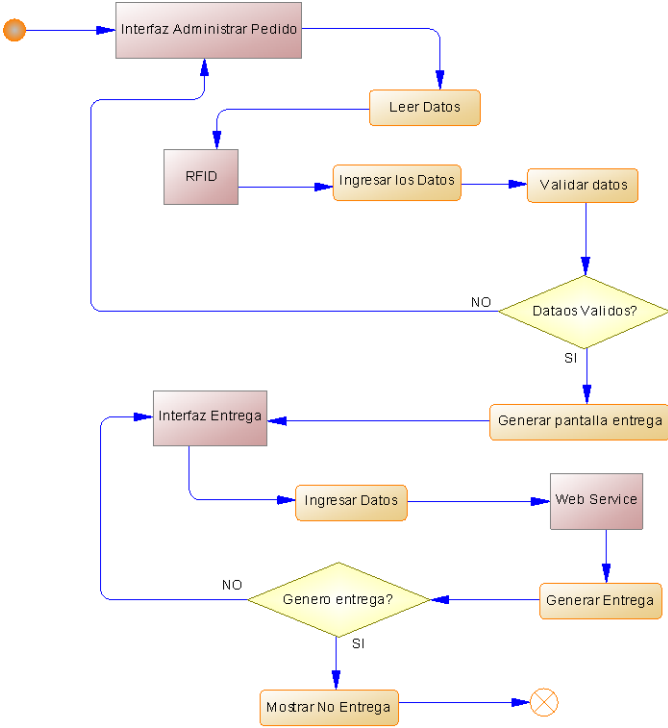 Interfaz Administrar Pedido
Leer Datos
RFID
Ingresar los Datos
Validar datos
NO
Dataos Validos?
SI
Interfaz Entrega
Generar pantalla entrega
Ingresar Datos
Web Service
NO
Genero entrega?
Generar Entrega
SI
Mostrar No Entrega